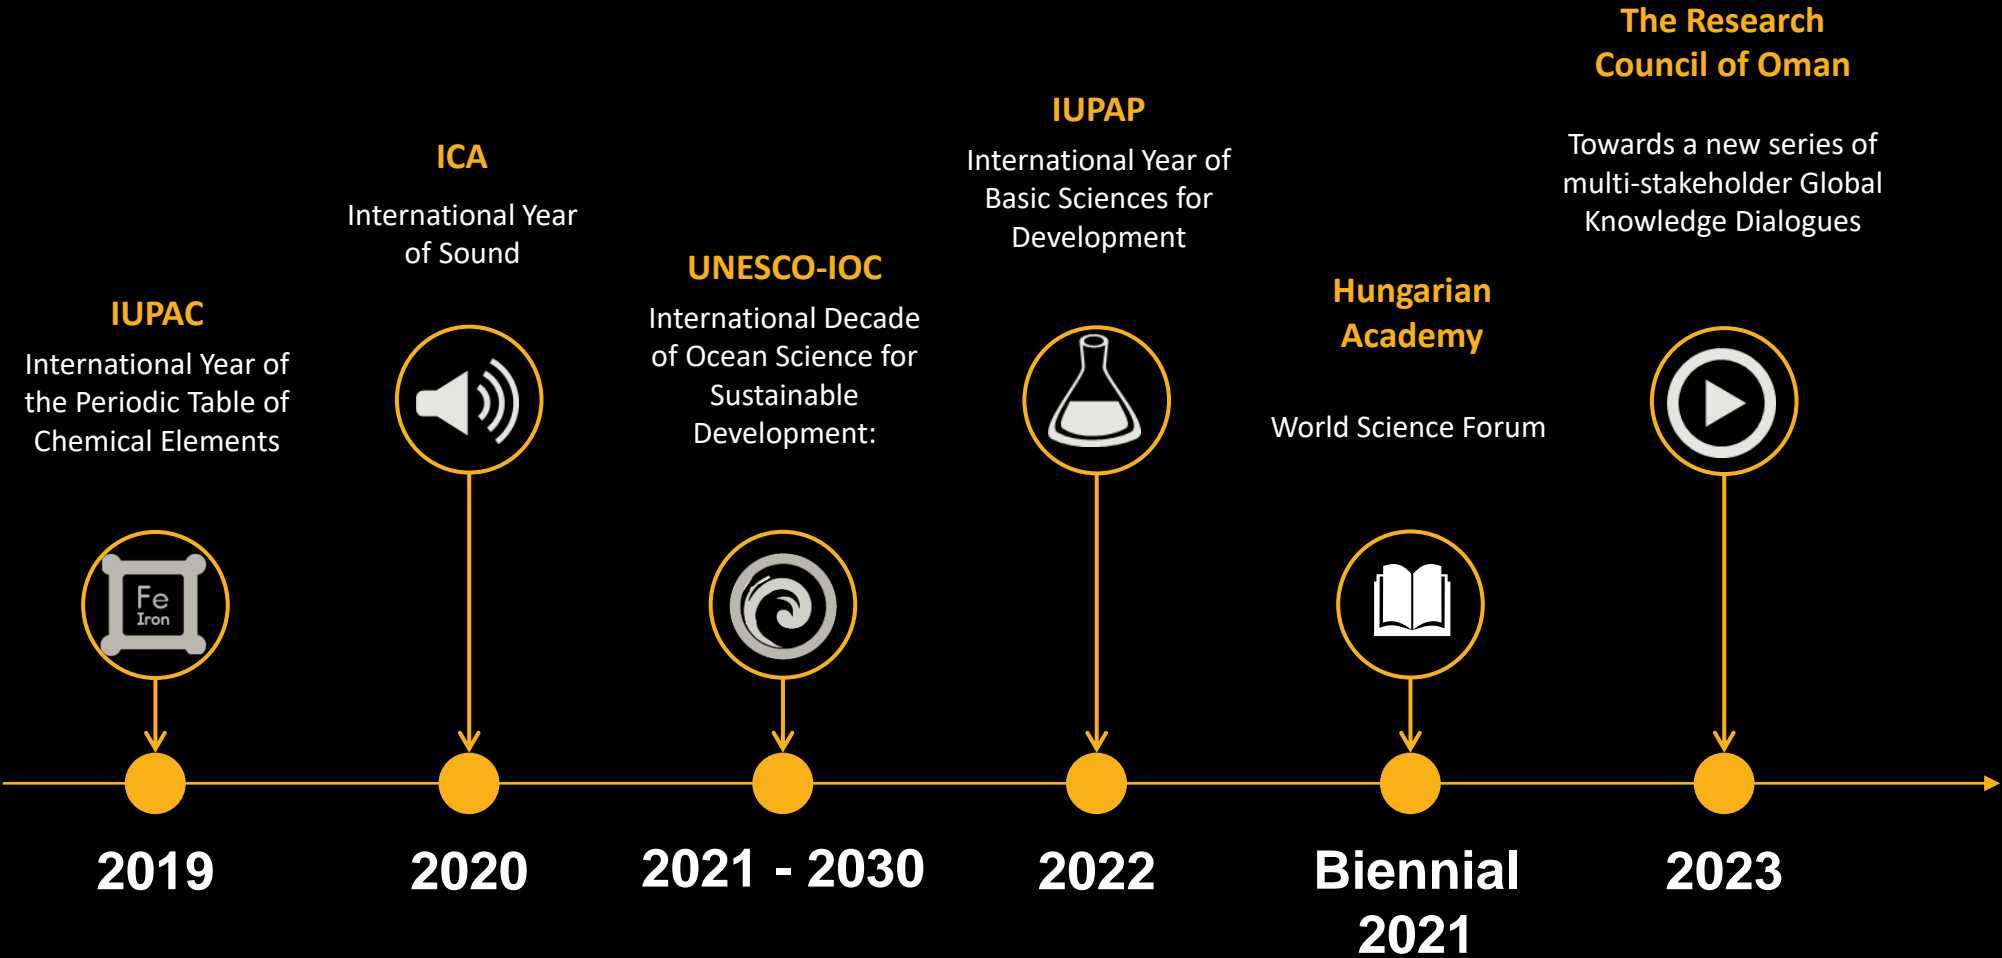 IUPAC
International Year of
the Periodic Table of
Chemical Elements
Fe
Iron
2019
ICA
International Year
of Sound
2020
UNESCO-IOC
International Decade
of Ocean Science for
Sustainable
Development:
2021 - 2030
IUPAP
International Year of
Basic Sciences for
Development
2022
Hungarian
Academy
World Science Forum
Biennial
2021
The Research
Council of Oman
Towards a new series of
multi-stakeholder Global
Knowledge Dialogues
2023